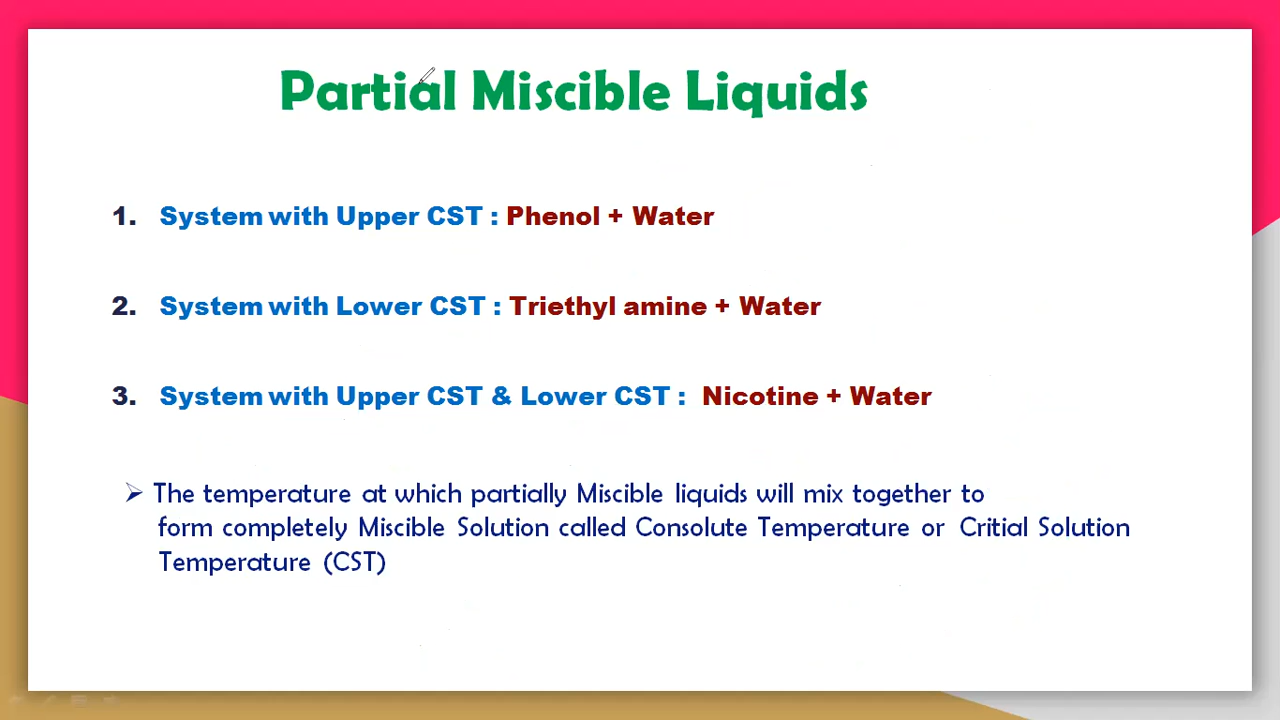 Partial Miscible Liquids
1. System with Upper CST : Phenol + Water
2. System with Lower CST : Triethyl amine + Water
3. System with Upper CST & Lower CST : Nicotine + Water
➢ The temperature at which partially Miscible liquids will mix together to
form completely Miscible Solution called Consolute Temperature or Critial Solution
Temperature (CST)